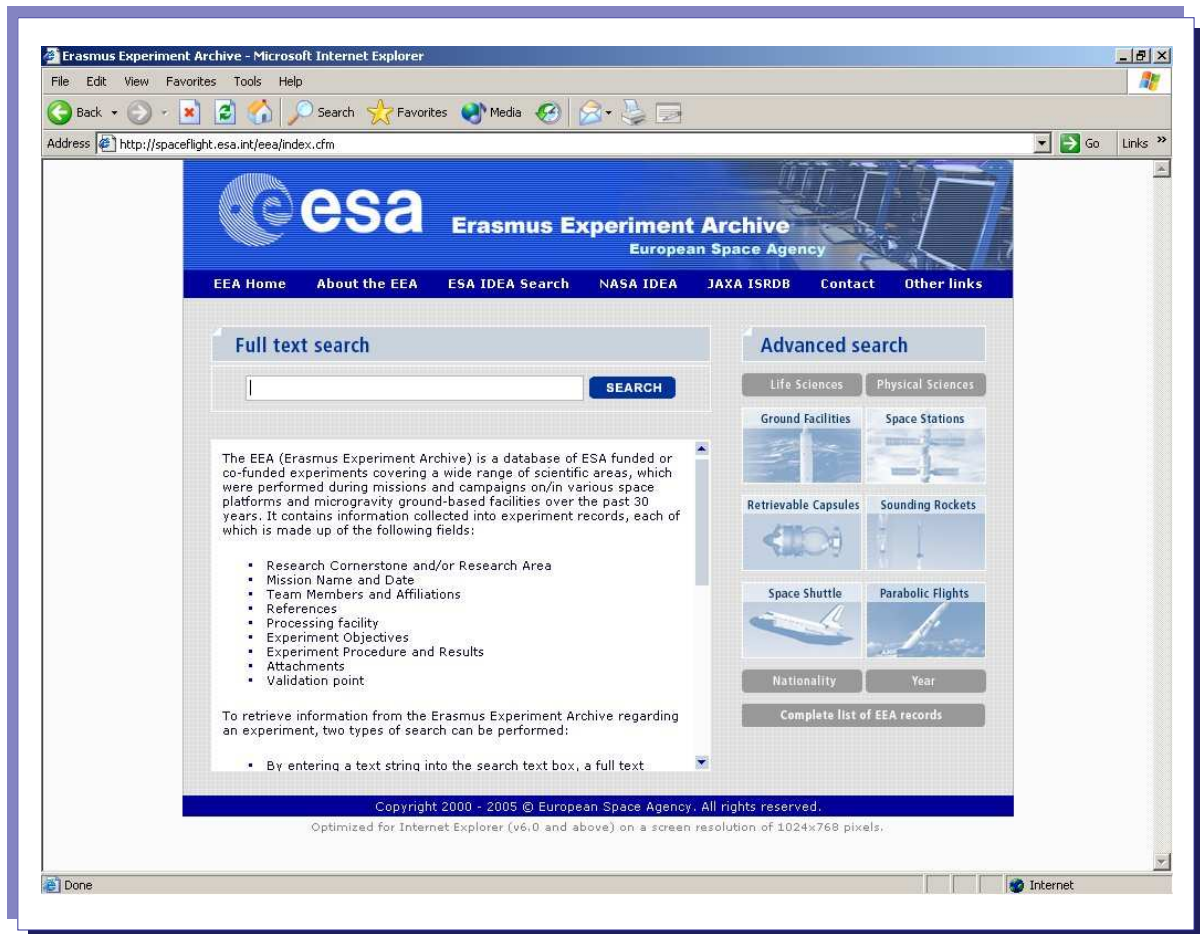 Erasmus Experiment Archive - Microsoft Internet Explorer
File Edit View Favorites Tools Help
Back Search Favorites Media
Address http://spaceflight.esa.int/eea/index.cfm Go Links »
esa
Erasmus Experiment Archive
European Space Agency
EEA Home About the EEA ESA IDEA Search NASA IDEA JAXA ISRDB Contact Other links
Full text search
SEARCH
The EEA (Erasmus Experiment Archive) is a database of ESA funded or
co-funded experiments covering a wide range of scientific areas, which
were performed during missions and campaigns on/in various space
platforms and microgravity ground-based facilities over the past 30
years. It contains information collected into experiment records, each of
which is made up of the following fields:
▪ Research Cornerstone and/or Research Area
▪ Mission Name and Date
▪ Team Members and Affiliations
▪ References
▪ Processing facility
▪ Experiment Objectives
▪ Experiment Procedure and Results
▪ Attachments
▪ Validation point
To retrieve information from the Erasmus Experiment Archive regarding
an experiment, two types of search can be performed:
▪ By entering a text string into the search text box, a full text
Advanced search
Life Sciences Physical Sciences
Ground Facilities Space Stations
Retrievable Capsules Sounding Rockets
Space Shuttle Parabolic Flights
Nationality Year
Complete list of EEA records
Copyright 2000 - 2005 © European Space Agency. All rights reserved.
Optimized for Internet Explorer (v6.0 and above) on a screen resolution of 1024x768 pixels.
Done Internet